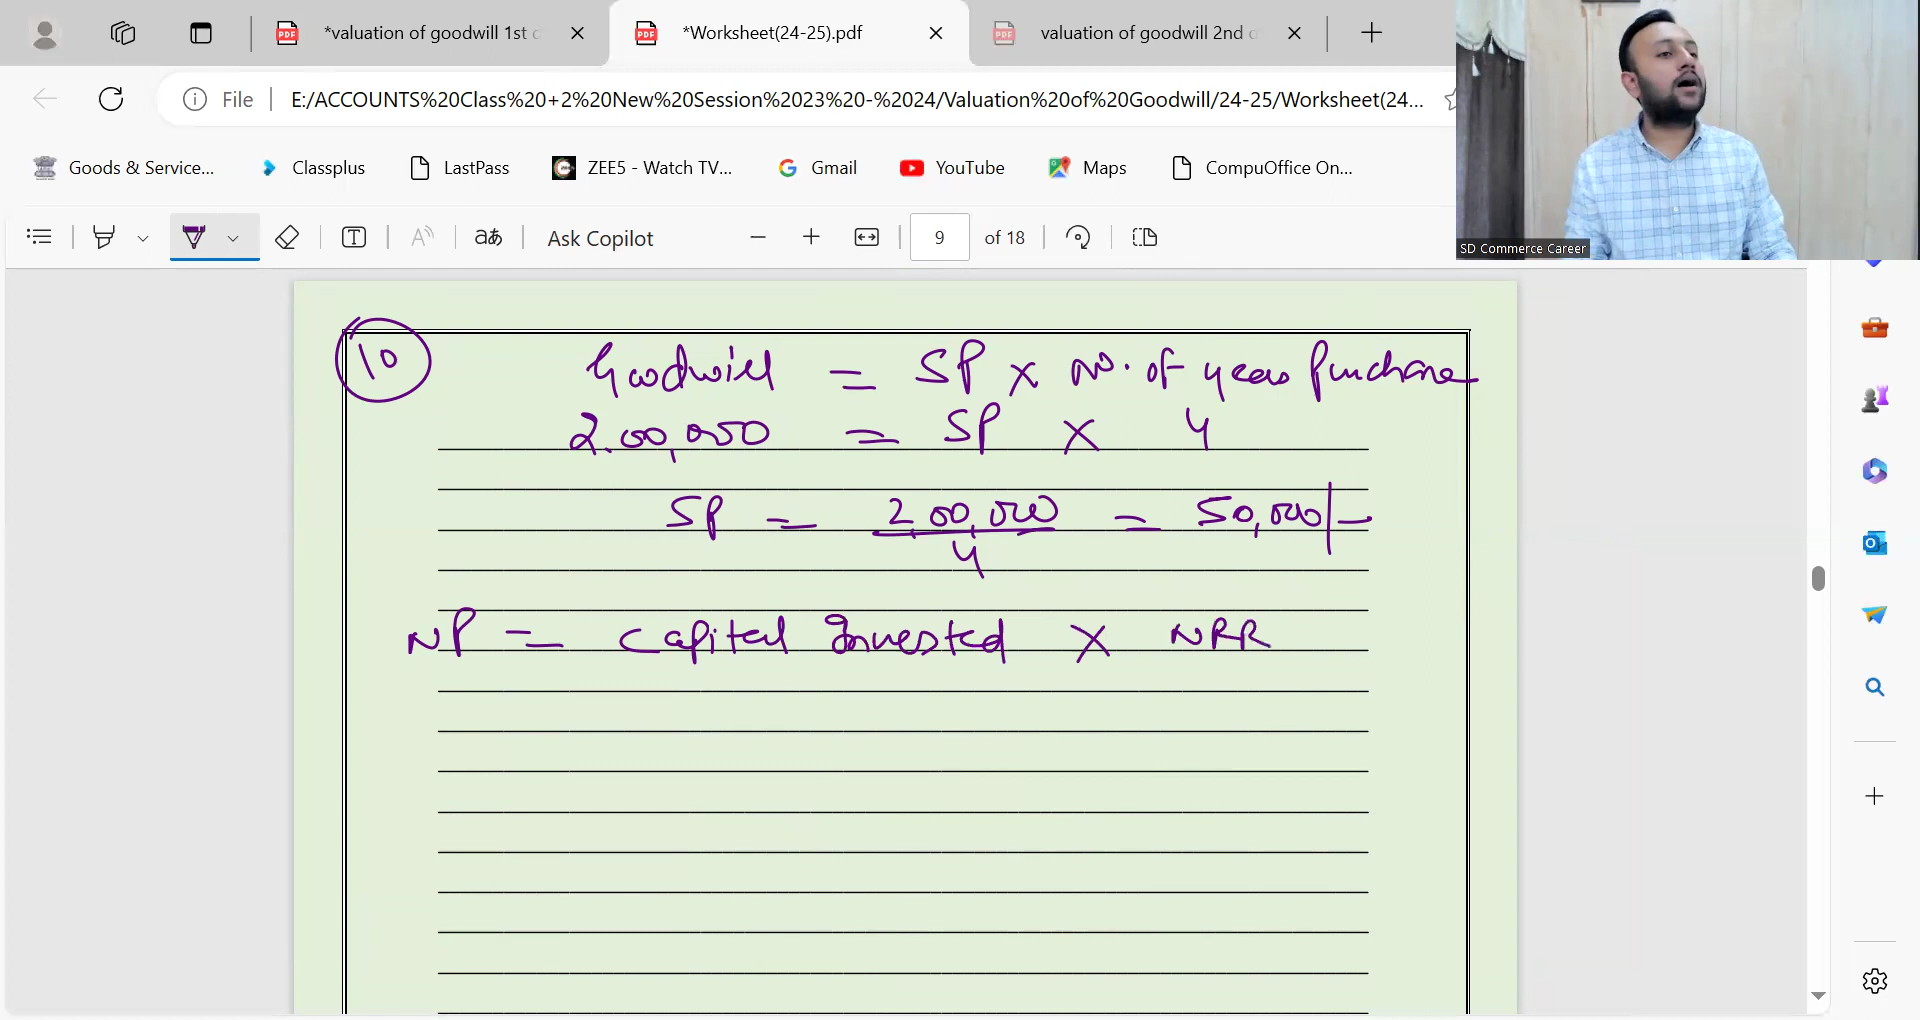 *valuation of goodwill 1st
*Worksheet(24-25).pdf
valuation of goodwill 2nd
File
E:/ACCOUNTS%20Class%20+2%20New%20Session%2023%20-%2024/Valuation%20of%20Goodwill/24-25/Worksheet(24...
Goods & Service...
Classplus
LastPass
ZEE5 - Watch TV...
Gmail
YouTube
Maps
CompuOffice On...
aあ
Ask Copilot
9 of 18
SD Commerce Career
10
Goodwill = SP × No. of years Purchase
2,00,000 = SP × 4
SP = 2,00,000 / 4 = 50,000/-
NP = Capital Invested × NRR